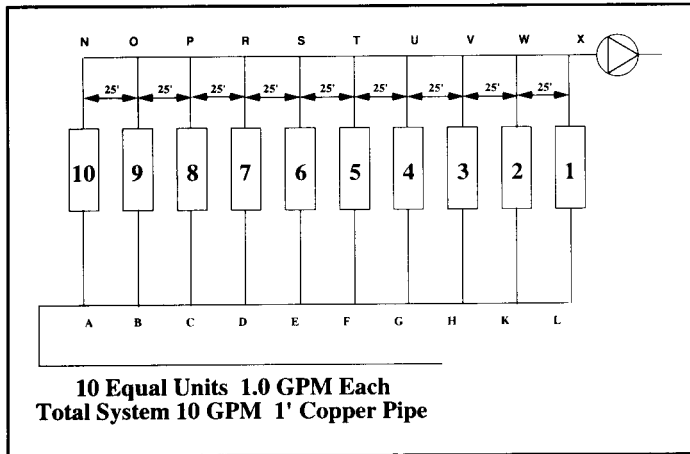 N O P R S T U V W X
25' 25' 25' 25' 25' 25' 25' 25' 25'
10 9 8 7 6 5 4 3 2 1
A B C D E F G H K L
10 Equal Units 1.0 GPM Each
Total System 10 GPM 1' Copper Pipe